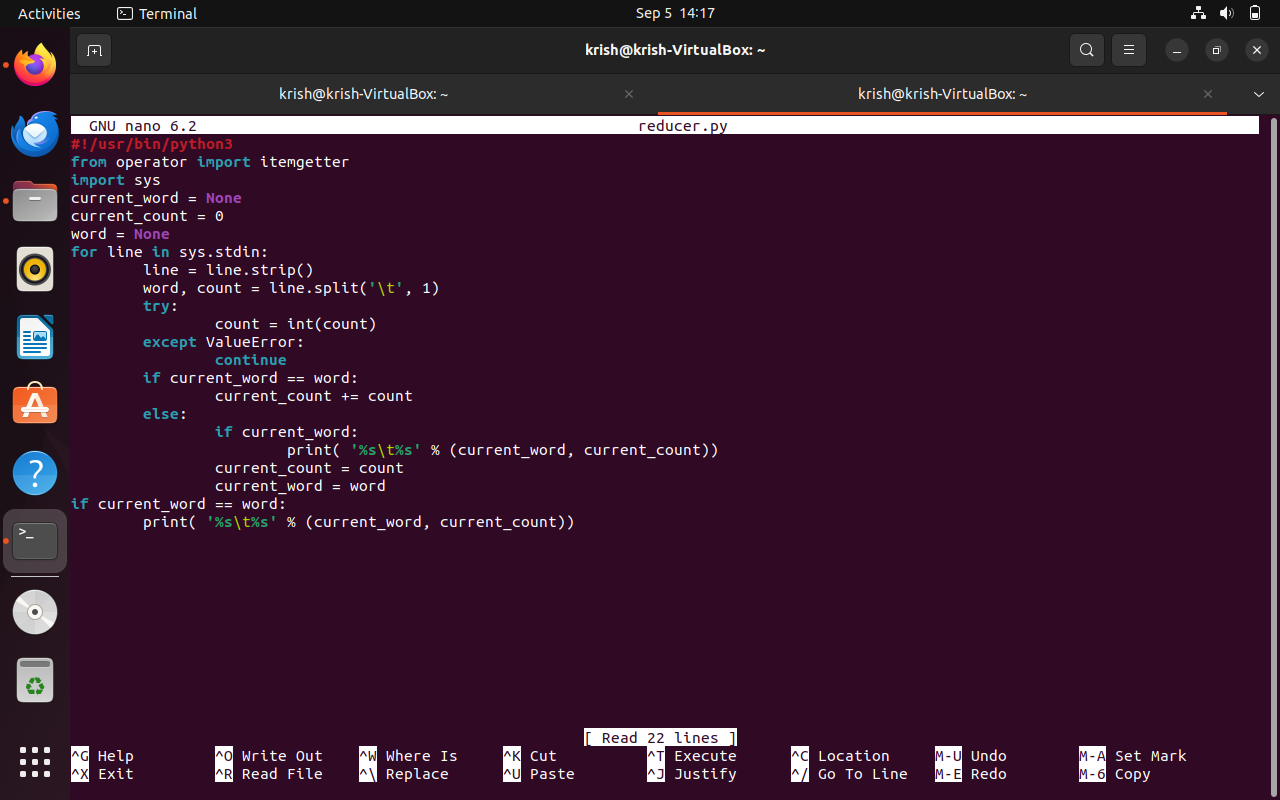 Activities Terminal Sep 5 14:17
krish@krish-VirtualBox: ~
krish@krish-VirtualBox: ~ krish@krish-VirtualBox: ~
GNU nano 6.2 reducer.py
#!/usr/bin/python3
from operator import itemgetter
import sys
current_word = None
current_count = 0
word = None
for line in sys.stdin:
        line = line.strip()
        word, count = line.split('\t', 1)
        try:
                count = int(count)
        except ValueError:
                continue
        if current_word == word:
                current_count += count
        else:
                if current_word:
                        print( '%s\t%s' % (current_word, current_count))
                current_count = count
                current_word = word
if current_word == word:
        print( '%s\t%s' % (current_word, current_count))
[ Read 22 lines ]
^G Help ^O Write Out ^W Where Is ^K Cut ^T Execute ^C Location M-U Undo M-A Set Mark
^X Exit ^R Read File ^\ Replace ^U Paste ^J Justify ^/ Go To Line M-E Redo M-6 Copy